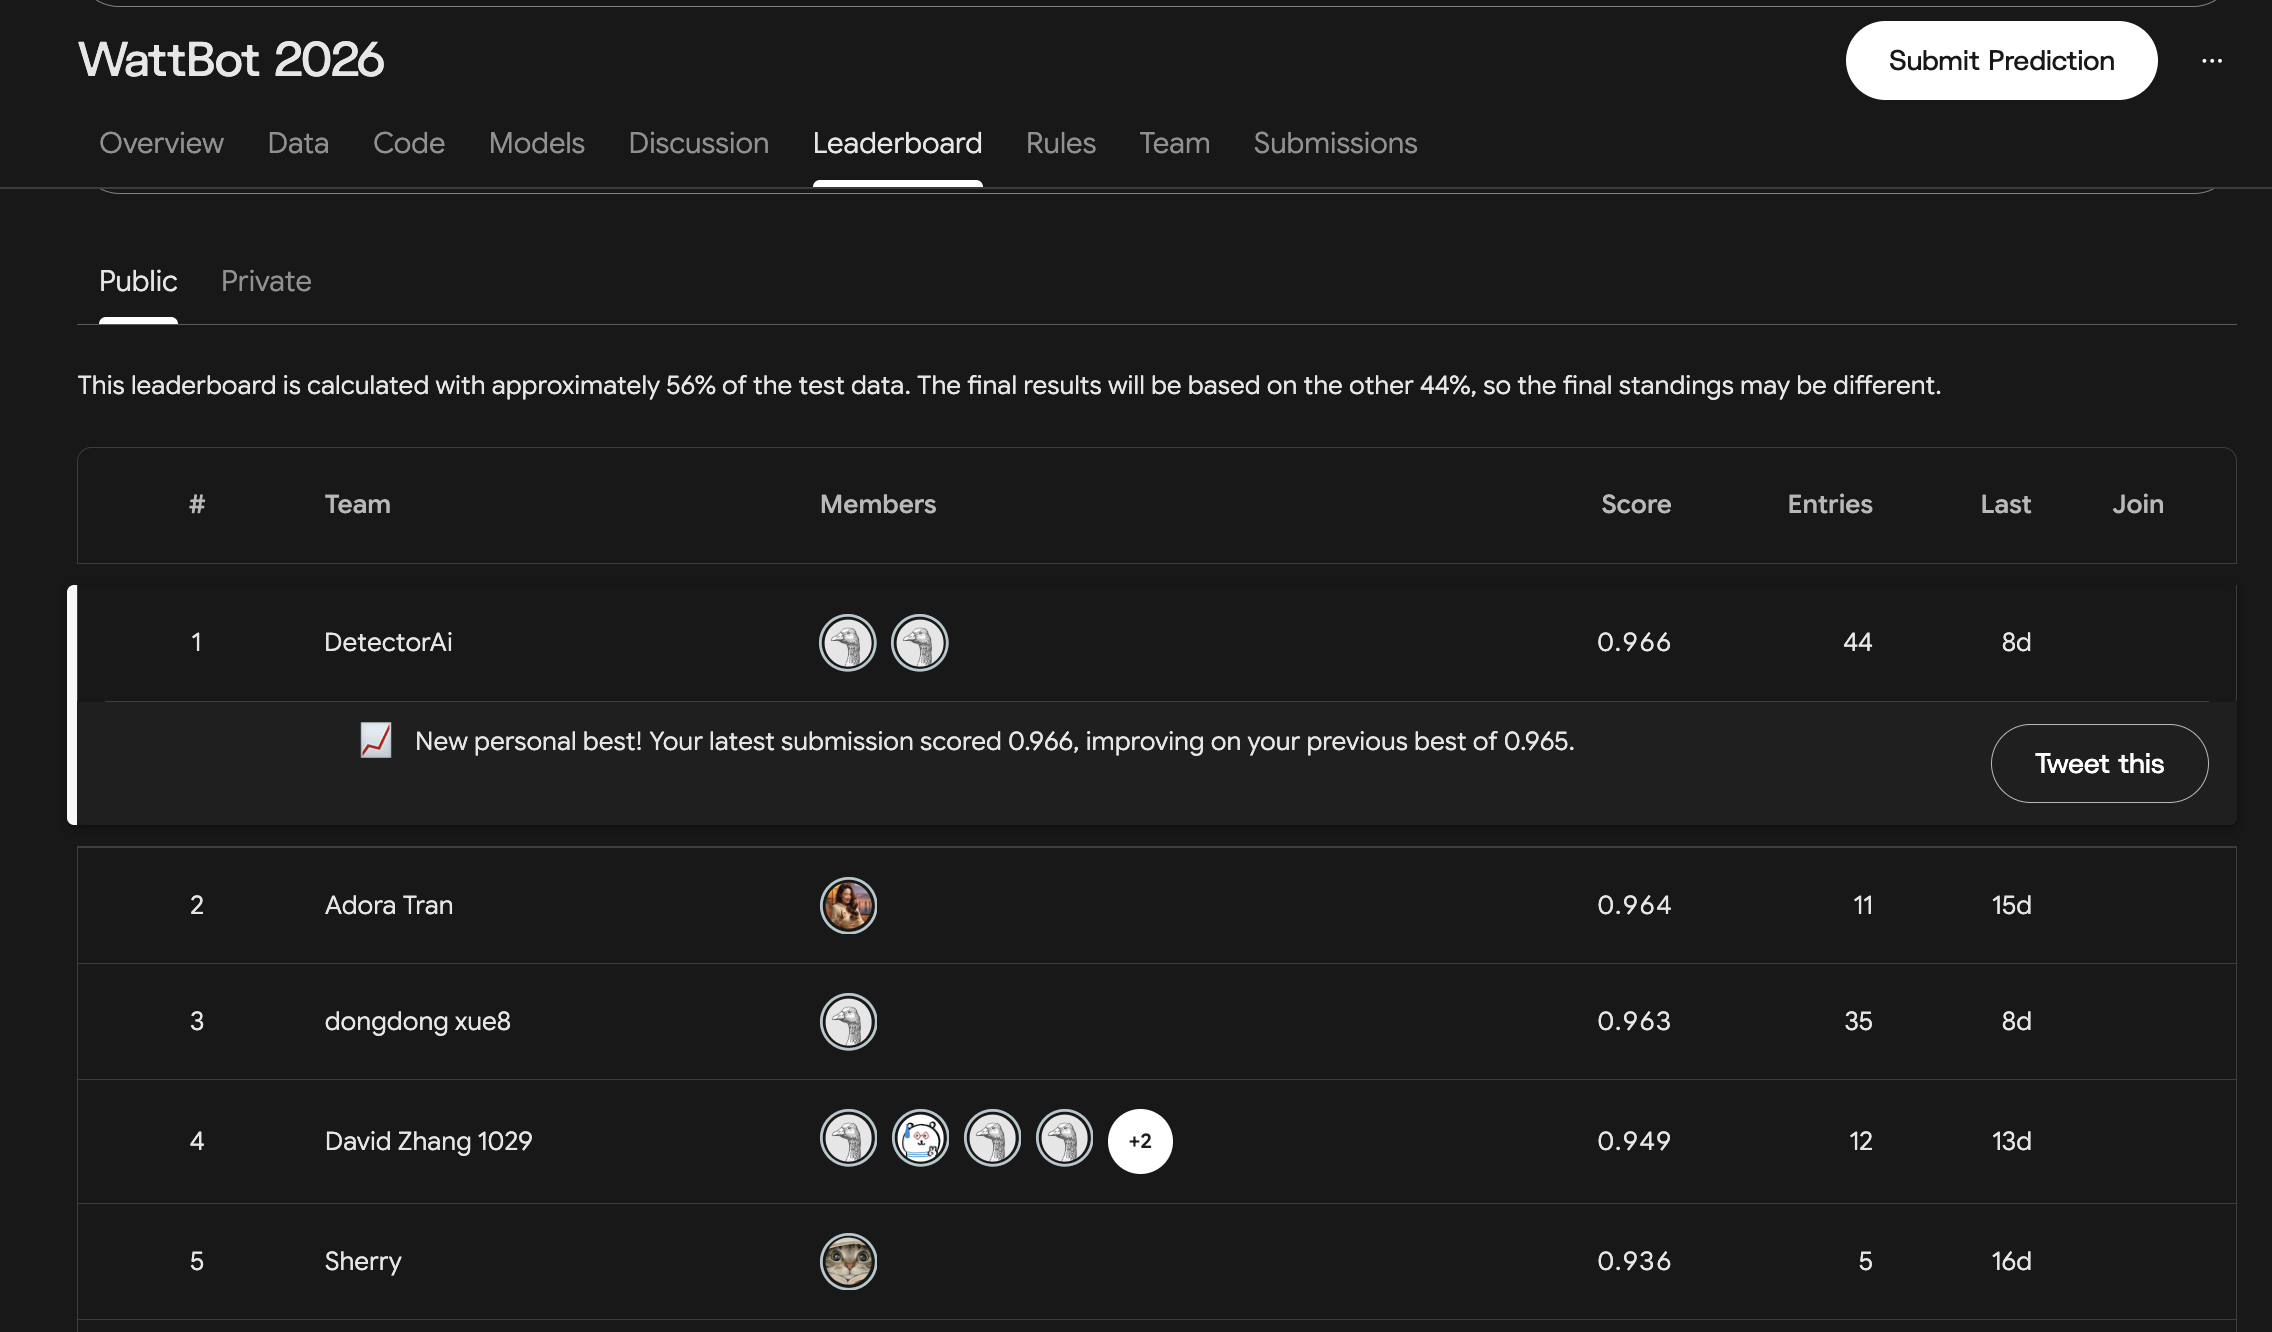 WattBot 2026
Submit Prediction
...
Overview Data Code Models Discussion Leaderboard Rules Team Submissions
Public Private
This leaderboard is calculated with approximately 56% of the test data. The final results will be based on the other 44%, so the final standings may be different.
# Team Members Score Entries Last Join
1 DetectorAi 0.966 44 8d
New personal best! Your latest submission scored 0.966, improving on your previous best of 0.965.
Tweet this
2 Adora Tran 0.964 11 15d
3 dongdong xue8 0.963 35 8d
4 David Zhang 1029 +2 0.949 12 13d
5 Sherry 0.936 5 16d